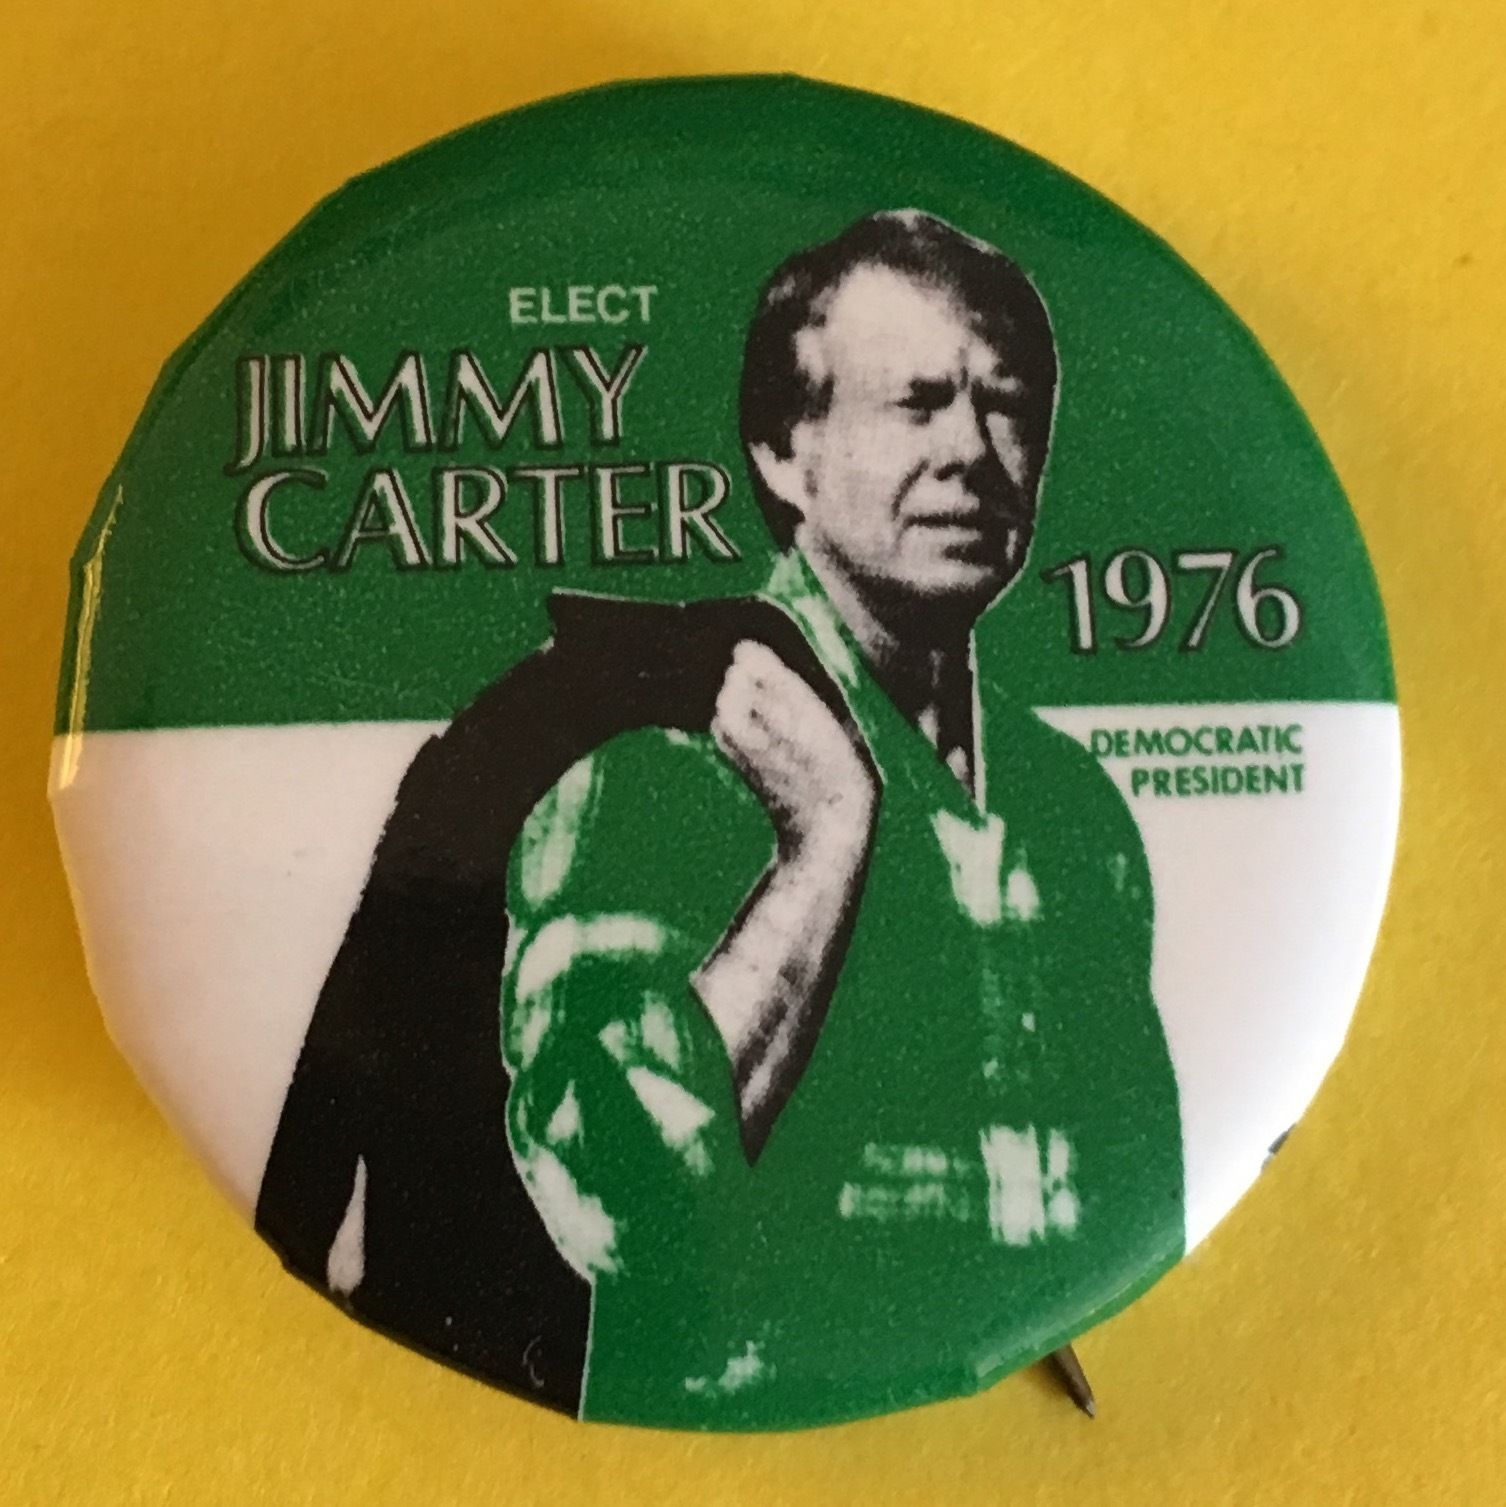 ELECT
JIMMY
CARTER
1976
DEMOCRATIC
PRESIDENT